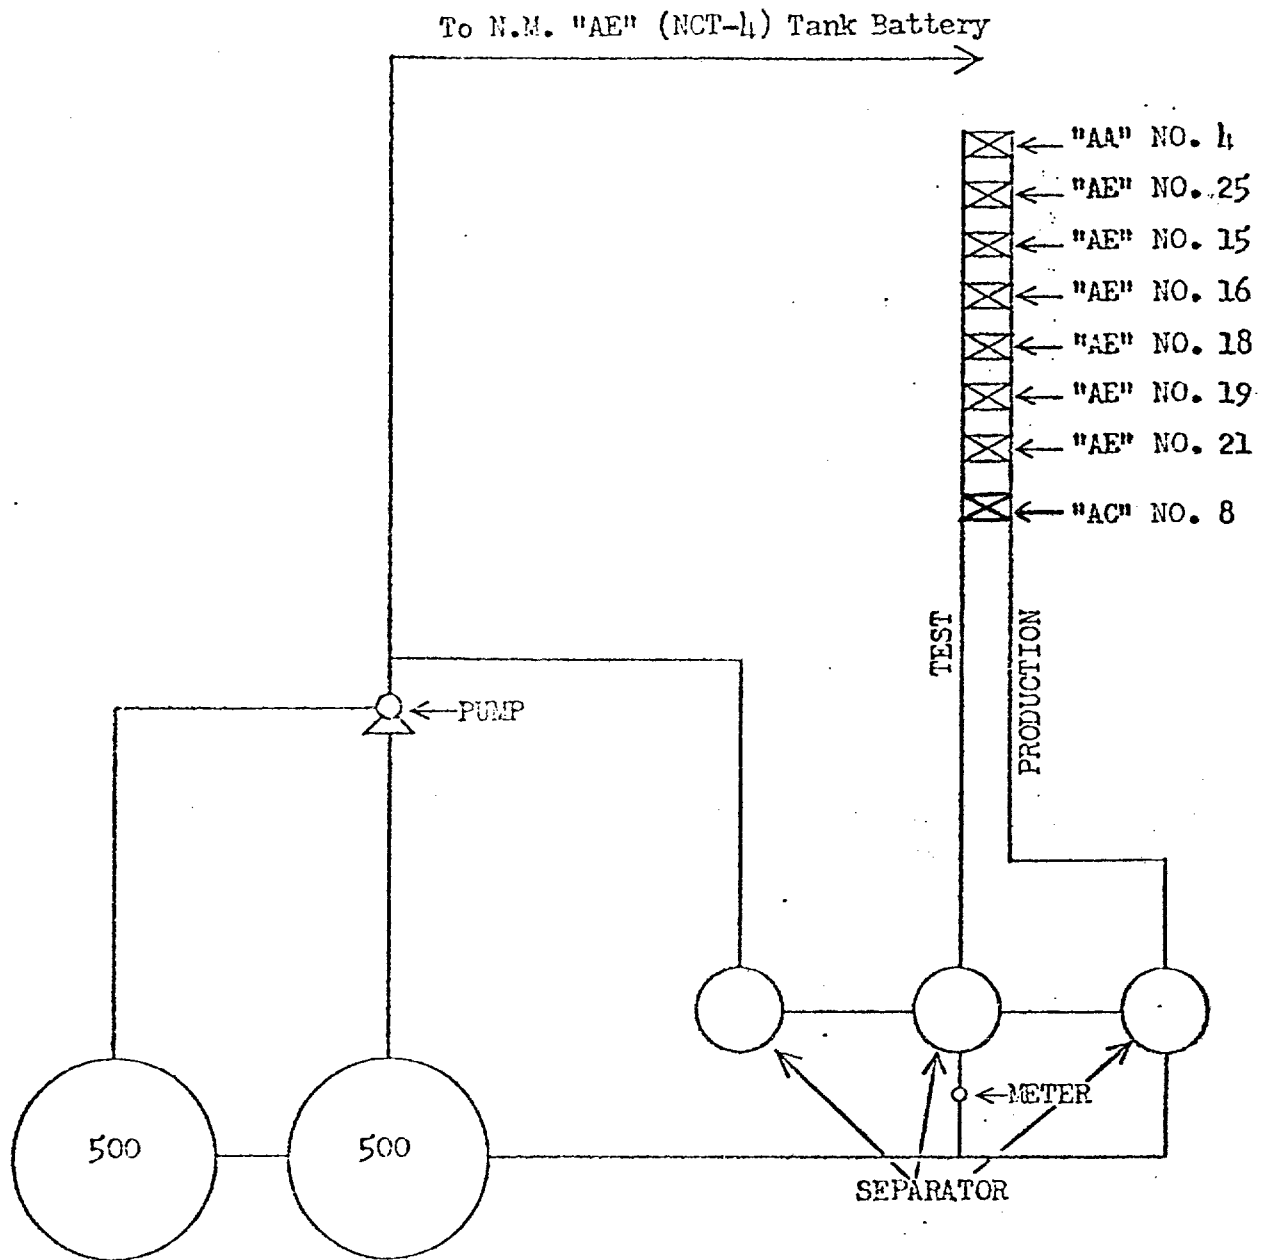 To N.M. "AE" (NCT-4) Tank Battery
"AA" NO. 4
"AE" NO. 25
"AE" NO. 15
"AE" NO. 16
"AE" NO. 18
"AE" NO. 19
"AE" NO. 21
"AC" NO. 8
TEST
PRODUCTION
PUMP
METER
500
500
SEPARATOR